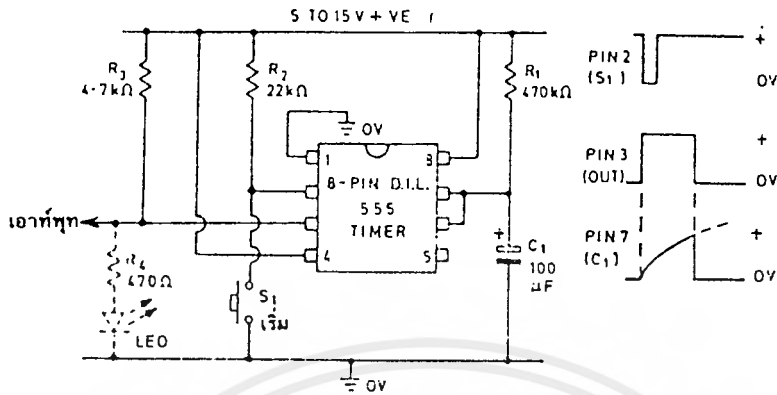 5 TO 15 V + VE
R3
4-7kΩ
R2
22kΩ
R1
470kΩ
0V
1
8
8-PIN D.I.L.
555
TIMER
4
5
เอาท์พุท
R4
470Ω
LED
S1
เริ่ม
+
C1
100
µF
0V
PIN 2
(S1)
+
0V
PIN 3
(OUT)
+
0V
PIN 7
(C1)
+
0V